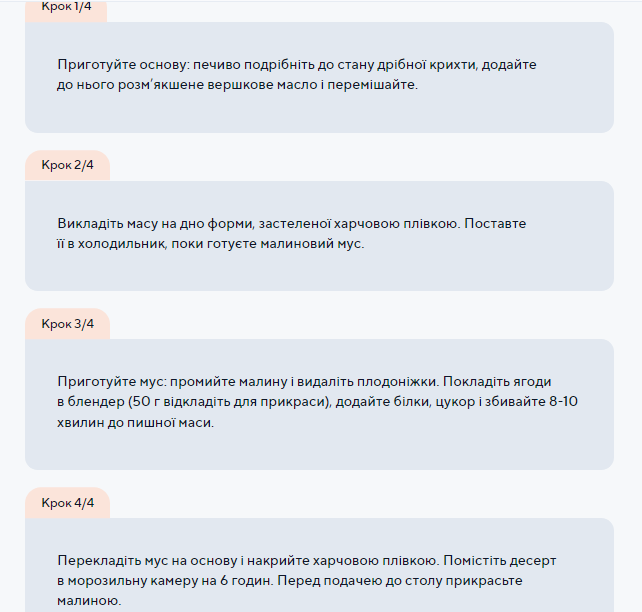 Крок 1/4
Приготуйте основу: печиво подрібніть до стану дрібної крихти, додайте
до нього розм’якшене вершкове масло і перемішайте.
Крок 2/4
Викладіть масу на дно форми, застеленої харчовою плівкою. Поставте
її в холодильник, поки готуєте малиновий мус.
Крок 3/4
Приготуйте мус: промийте малину і видаліть плодоніжки. Покладіть ягоди
в блендер (50 г відкладіть для прикраси), додайте білки, цукор і збивайте 8-10
хвилин до пишної маси.
Крок 4/4
Перекладіть мус на основу і накрийте харчовою плівкою. Помістіть десерт
в морозильну камеру на 6 годин. Перед подачею до столу прикрасьте
малиною.